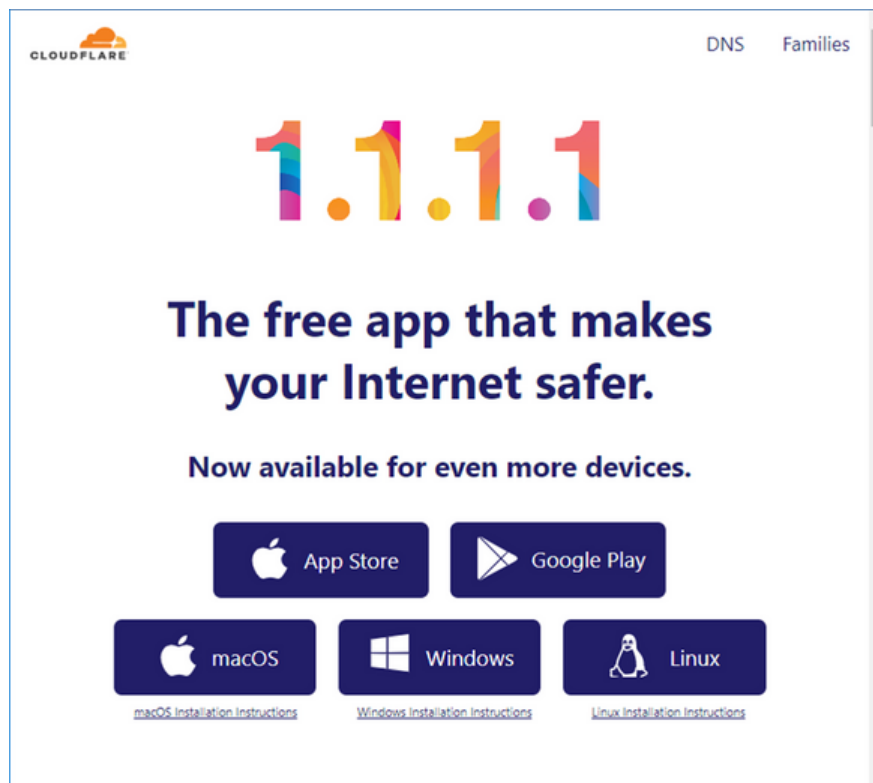 CLOUDFLARE
DNS Families
1.1.1.1
The free app that makes
your Internet safer.
Now available for even more devices.
App Store Google Play
macOS Windows Linux
macOS Installation Instructions Windows Installation Instructions Linux Installation Instructions